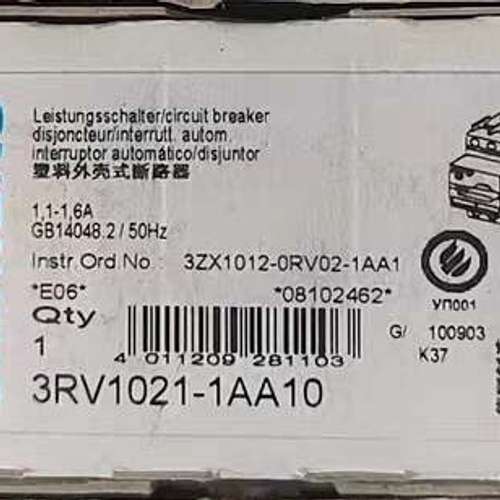 Leistungsschalter/circuit breaker
disjoncteur/interrutt. autom.
interruptor automático/disjuntor
塑料外壳式断路器
1,1-1,6A
GB14048.2 / 50Hz
Instr.Ord No.: 3ZX1012-0RV02-1AA1
*E06* *08102462*
УП001
Qty
1
4 011209 281103
G/ 100903
K37
3RV1021-1AA10